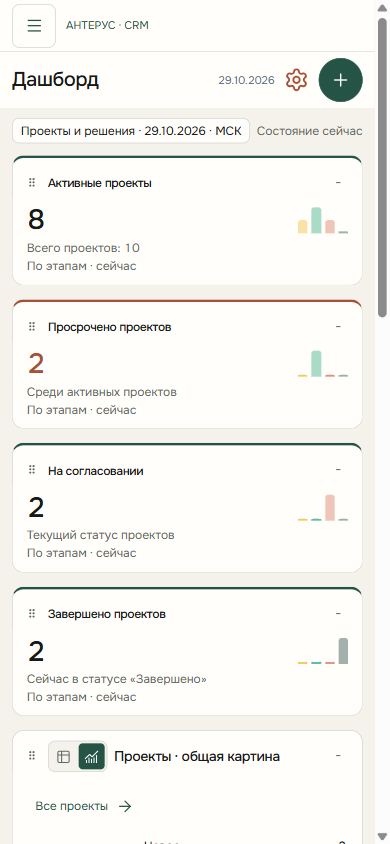 АНТЕРУС · CRM
Дашборд
29.10.2026
Проекты и решения · 29.10.2026 · МСК
Состояние сейчас
Активные проекты
8
Всего проектов: 10
По этапам · сейчас
Просрочено проектов
2
Среди активных проектов
По этапам · сейчас
На согласовании
2
Текущий статус проектов
По этапам · сейчас
Завершено проектов
2
Сейчас в статусе «Завершено»
По этапам · сейчас
Проекты · общая картина
Все проекты